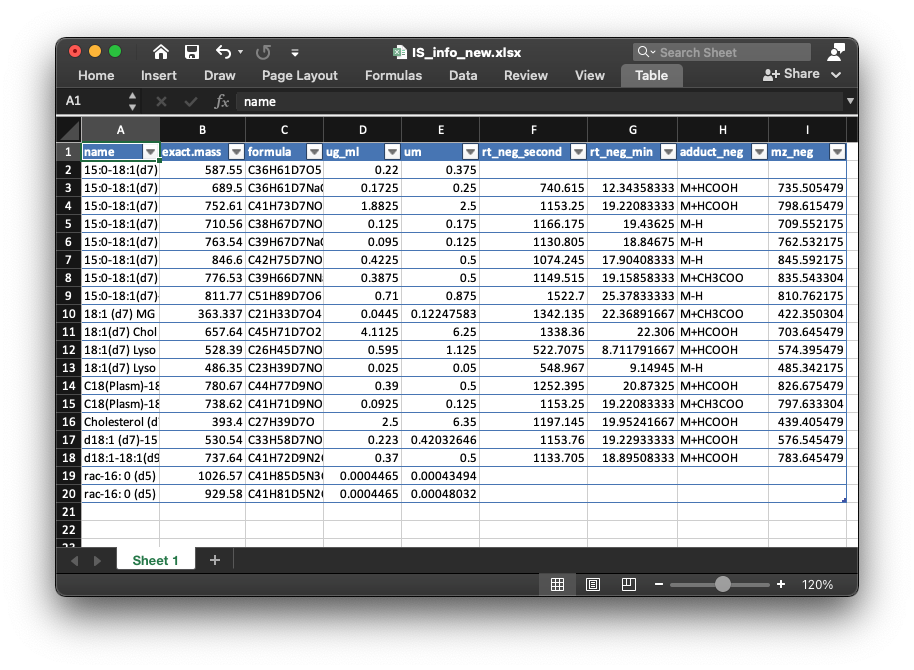 IS_info_new.xlsx
Search Sheet
Home Insert Draw Page Layout Formulas Data Review View Table Share
A1 fx name
A B C D E F G H I
1 name exact.mass formula ug_ml um rt_neg_second rt_neg_min adduct_neg mz_neg
2 15:0-18:1(d7) 587.55 C36H61D7O5 0.22 0.375
3 15:0-18:1(d7) 689.5 C36H61D7Na 0.1725 0.25 740.615 12.34358333 M+HCOOH 735.505479
4 15:0-18:1(d7) 752.61 C41H73D7NO 1.8825 2.5 1153.25 19.22083333 M+HCOOH 798.615479
5 15:0-18:1(d7) 710.56 C38H67D7NO 0.125 0.175 1166.175 19.43625 M-H 709.552175
6 15:0-18:1(d7) 763.54 C39H67D7Na 0.095 0.125 1130.805 18.84675 M-H 762.532175
7 15:0-18:1(d7) 846.6 C42H75D7NO 0.4225 0.5 1074.245 17.90408333 M-H 845.592175
8 15:0-18:1(d7) 776.53 C39H66D7NN 0.3875 0.5 1149.515 19.15858333 M+CH3COO 835.543304
9 15:0-18:1(d7)- 811.77 C51H89D7O6 0.71 0.875 1522.7 25.37833333 M-H 810.762175
10 18:1 (d7) MG 363.337 C21H33D7O4 0.0445 0.12247583 1342.135 22.36891667 M+CH3COO 422.350304
11 18:1(d7) Chol 657.64 C45H71D7O2 4.1125 6.25 1338.36 22.306 M+HCOOH 703.645479
12 18:1(d7) Lyso 528.39 C26H45D7NO 0.595 1.125 522.7075 8.711791667 M+HCOOH 574.395479
13 18:1(d7) Lyso 486.35 C23H39D7NO 0.025 0.05 548.967 9.14945 M-H 485.342175
14 C18(Plasm)-18 780.67 C44H77D9NO 0.39 0.5 1252.395 20.87325 M+HCOOH 826.675479
15 C18(Plasm)-18 738.62 C41H71D9NO 0.0925 0.125 1153.25 19.22083333 M+CH3COO 797.633304
16 Cholesterol (d 393.4 C27H39D7O 2.5 6.35 1197.145 19.95241667 M+HCOOH 439.405479
17 d18:1 (d7)-15 530.54 C33H58D7NO 0.223 0.42032646 1153.76 19.22933333 M+HCOOH 576.545479
18 d18:1-18:1(d9 737.64 C41H72D9N2 0.37 0.5 1133.705 18.89508333 M+HCOOH 783.645479
19 rac-16: 0 (d5) 1026.57 C41H85D5N3 0.0004465 0.00043494
20 rac-16: 0 (d5) 929.58 C41H81D5N2 0.0004465 0.00048032
21
22
Sheet 1 +
120%